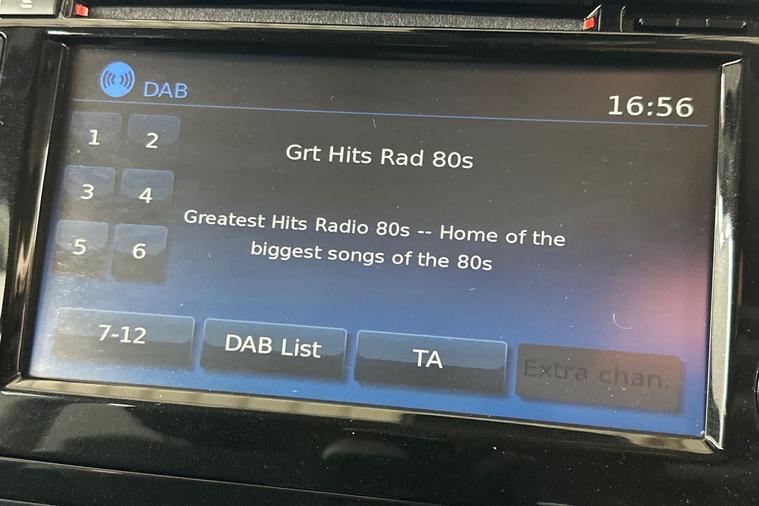 DAB
16:56
1 2
Grt Hits Rad 80s
3 4
Greatest Hits Radio 80s -- Home of the
biggest songs of the 80s
5 6
7-12 DAB List TA Extra chan.